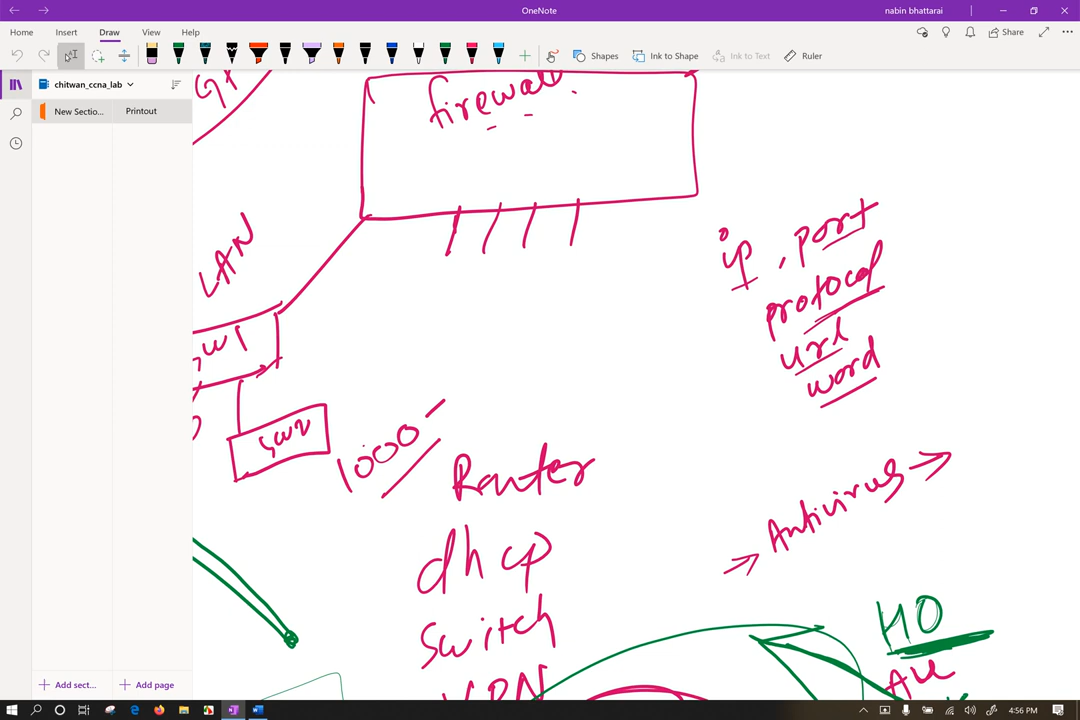 OneNote
nabin bhattarai
Home
Insert
Draw
View
Help
Share
Shapes
Ink to Shape
Ink to Text
Ruler
chitwan_ccna_lab
New Sectio...
Printout
firewall
LAN
SW1
SW2
1000
ip, port
protocol
url
word
Router
dhcp
Switch
VPN
Antivirus
HO
Add sect...
Add page
4:56 PM